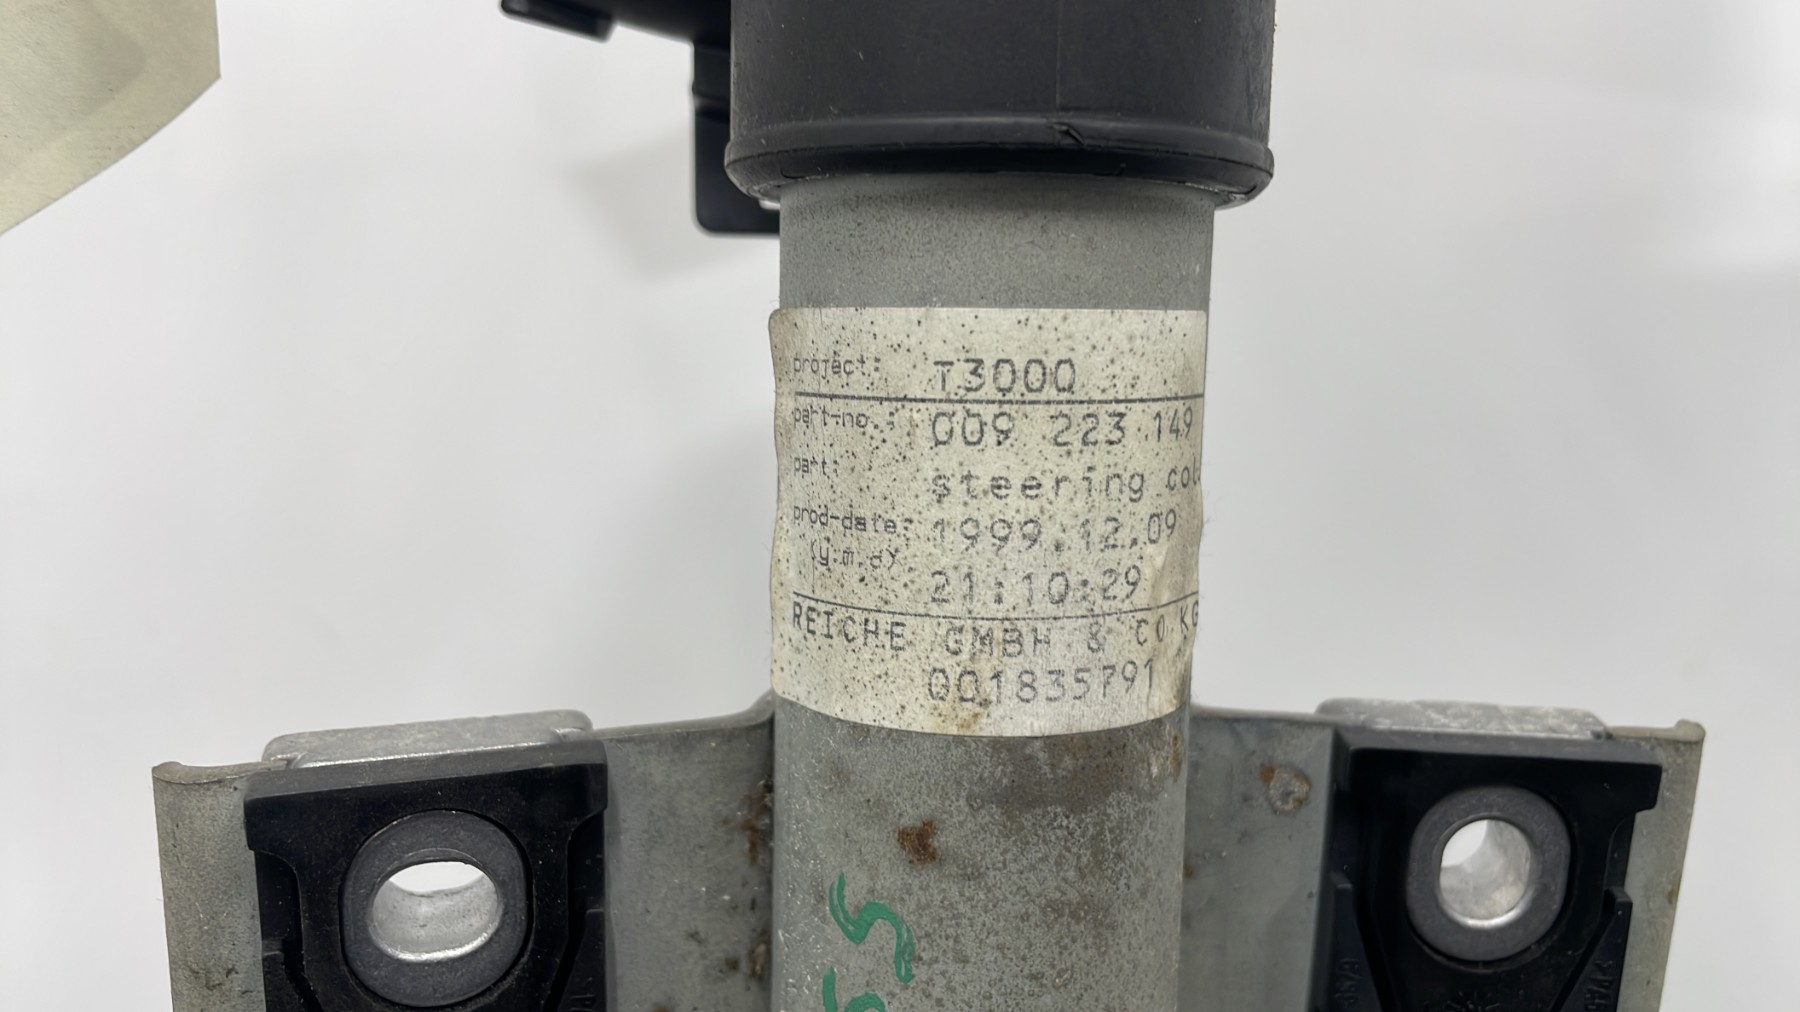 project: T3000
part-no.: 009 223 149
part: steering col
prod-date: 1999.12.09
(y.m.d) 21:10:29
REICHE GMBH & CO KG
001835791